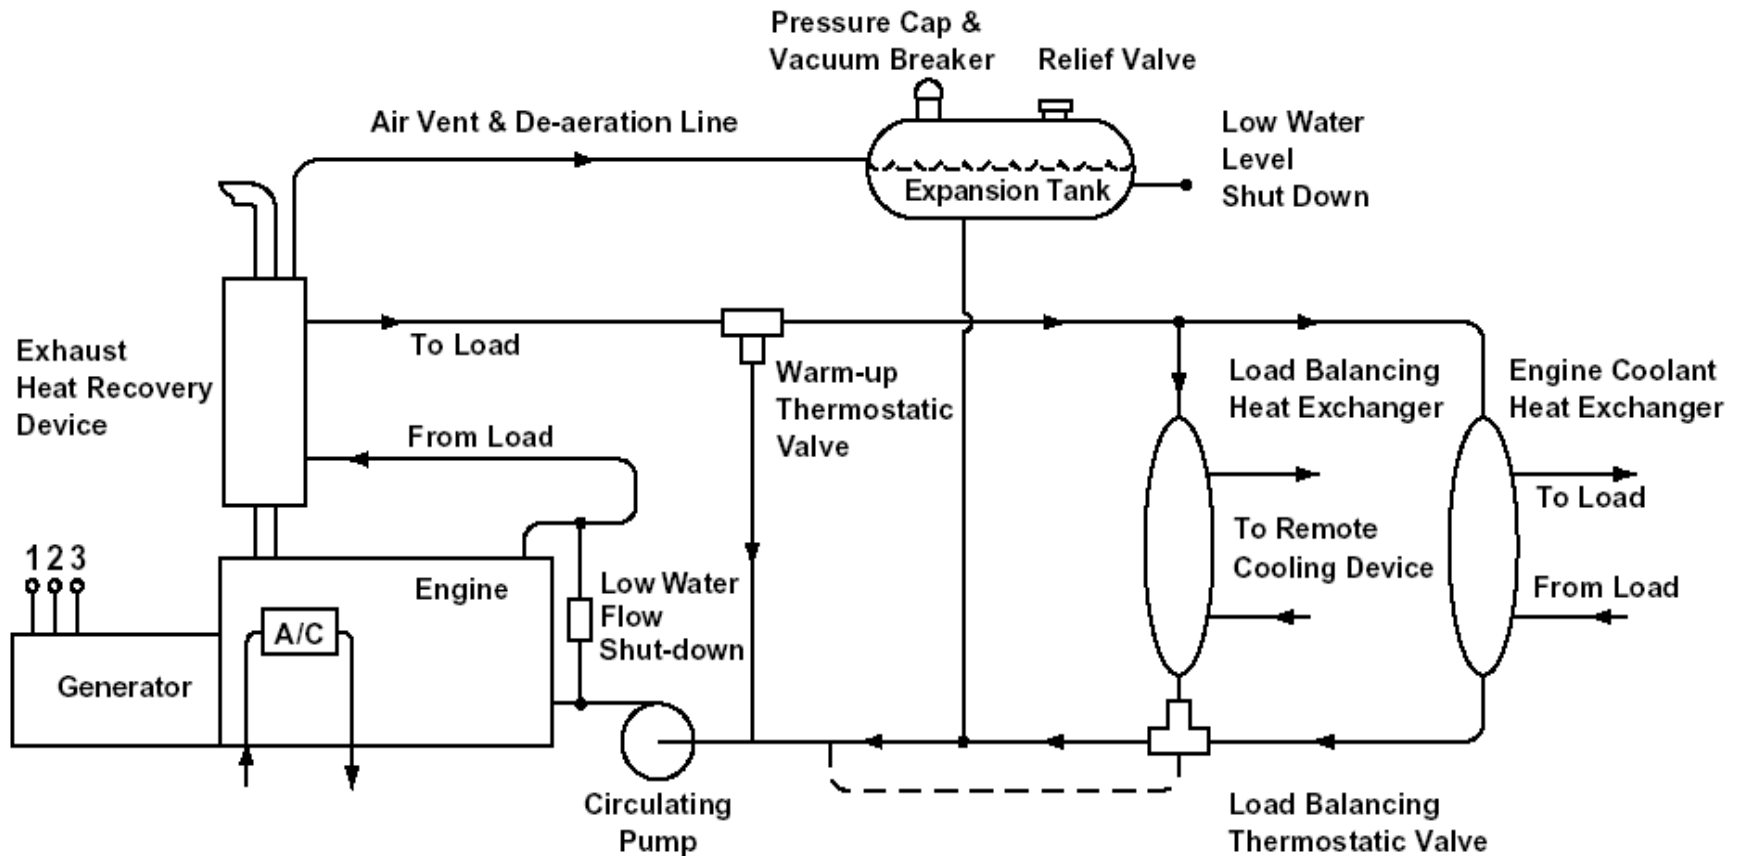 Pressure Cap &
Vacuum Breaker
Relief Valve
Air Vent & De-aeration Line
Low Water
Level
Shut Down
Expansion Tank
To Load
Exhaust
Heat Recovery
Device
Warm-up
Thermostatic
Valve
Load Balancing
Heat Exchanger
Engine Coolant
Heat Exchanger
From Load
To Load
To Remote
Cooling Device
From Load
1 2 3
Engine
Low Water
Flow
Shut-down
A/C
Generator
Circulating
Pump
Load Balancing
Thermostatic Valve